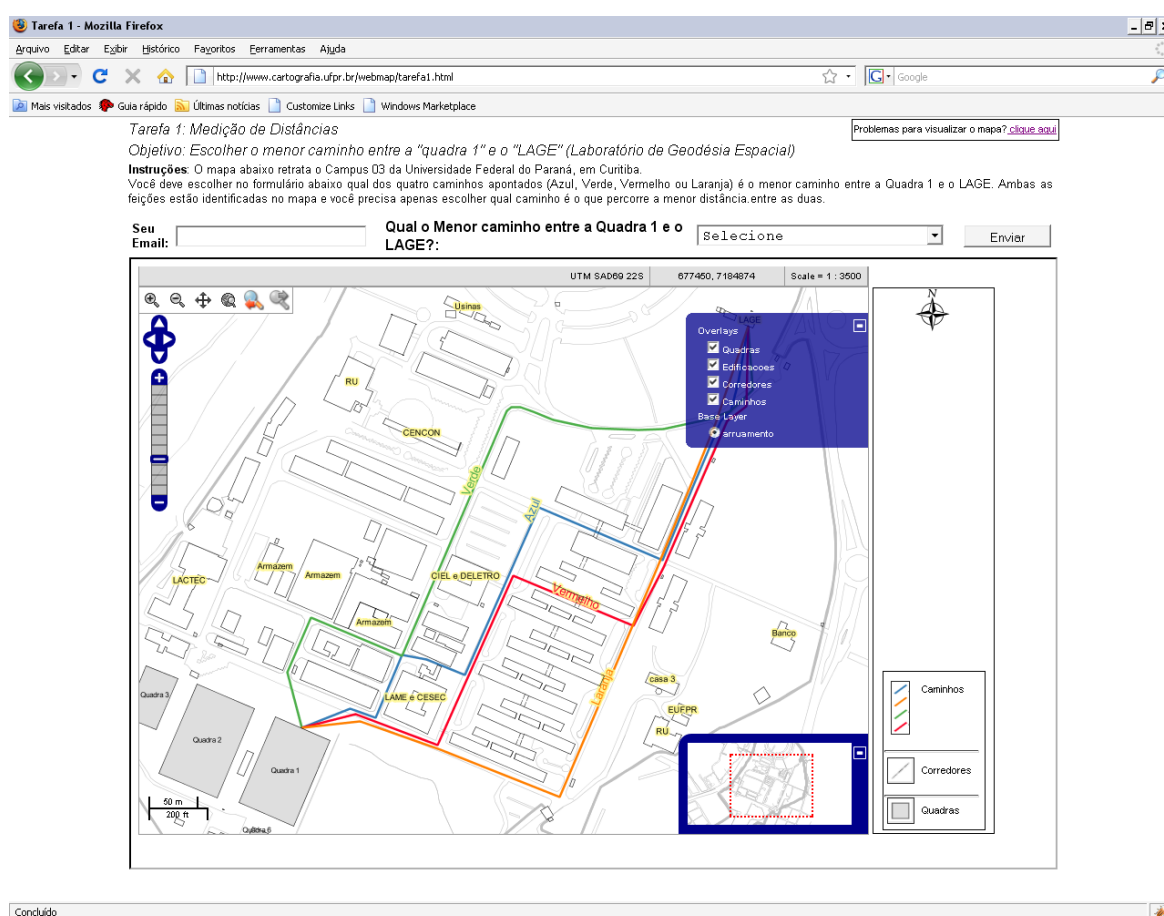 Tarefa 1 - Mozilla Firefox
Arquivo Editar Exibir Histórico Favoritos Ferramentas Ajuda
http://www.cartografia.ufpr.br/webmap/tarefa1.html
Google
Mais visitados Guia rápido Últimas notícias Customize Links Windows Marketplace
Tarefa 1: Medição de Distâncias
Problemas para visualizar o mapa? clique aqui
Objetivo: Escolher o menor caminho entre a "quadra 1" e o "LAGE" (Laboratório de Geodésia Espacial)
Instruções: O mapa abaixo retrata o Campus 03 da Universidade Federal do Paraná, em Curitiba.
Você deve escolher no formulário abaixo qual dos quatro caminhos apontados (Azul, Verde, Vermelho ou Laranja) é o menor caminho entre a Quadra 1 e o LAGE. Ambas as
feições estão identificadas no mapa e você precisa apenas escolher qual caminho é o que percorre a menor distância.entre as duas.
Seu
Email:
Qual o Menor caminho entre a Quadra 1 e o
LAGE?:
Selecione
Enviar
UTM SAD69 22S
677450, 7184874
Scale = 1 : 3500
N
Usinas
LAGE
Overlays
Quadras
Edificacoes
Corredores
Caminhos
Base Layer
arruamento
RU
CENCON
Verde
Azul
LACTEC
Armazem
Armazem
CIEL e DELETRO
Vermelho
Armazem
Banco
casa 3
Laranja
LAME e CESEC
EUFPR
RU
Quadra 3
Quadra 2
Quadra 1
Quadra 6
50 m
200 ft
Caminhos
Corredores
Quadras
Concluído